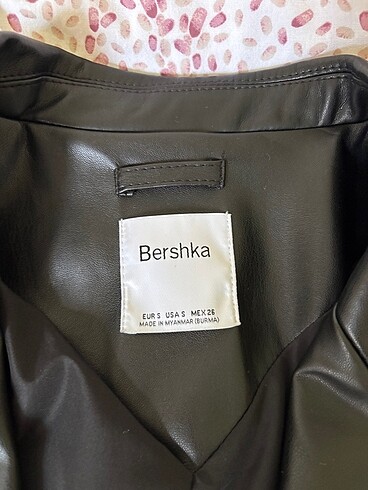 Bershka
EUR S USA S MEX 26
MADE IN MYANMAR (BURMA)